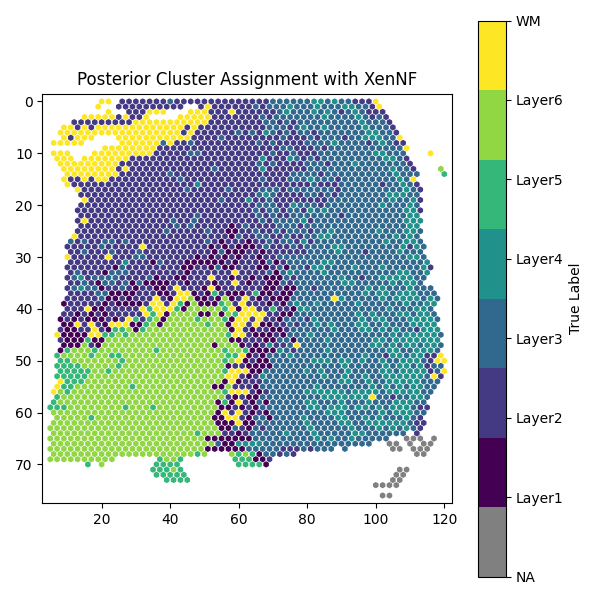 Posterior Cluster Assignment with XenNF
0
10
20
30
40
50
60
70
20
40
60
80
100
120
WM
Layer6
Layer5
Layer4
Layer3
Layer2
Layer1
NA
True Label